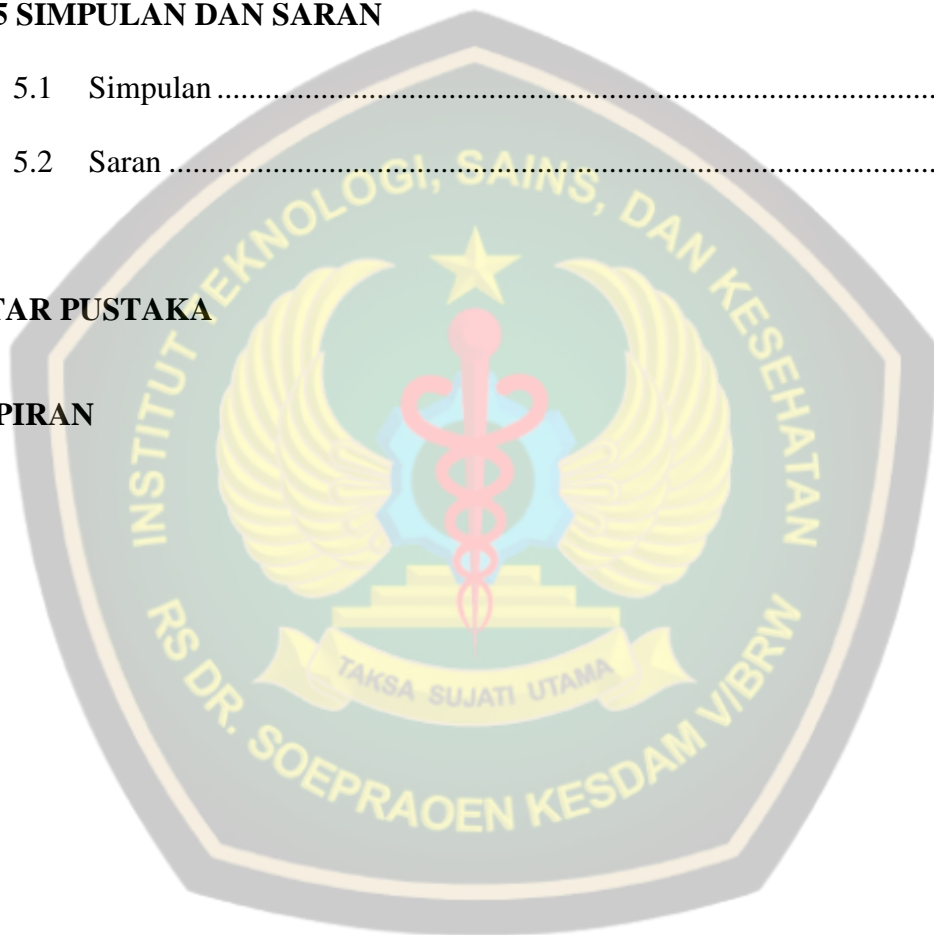 5 SIMPULAN DAN SARAN
5.1 Simpulan ..........................................................................................
5.2 Saran ................................................................................................
TAR PUSTAKA
PIRAN
INSTITUT TEKNOLOGI, SAINS, DAN KESEHATAN
TAKSA SUJATI UTAMA
RS DR. SOEPRAOEN KESDAM V/BRW